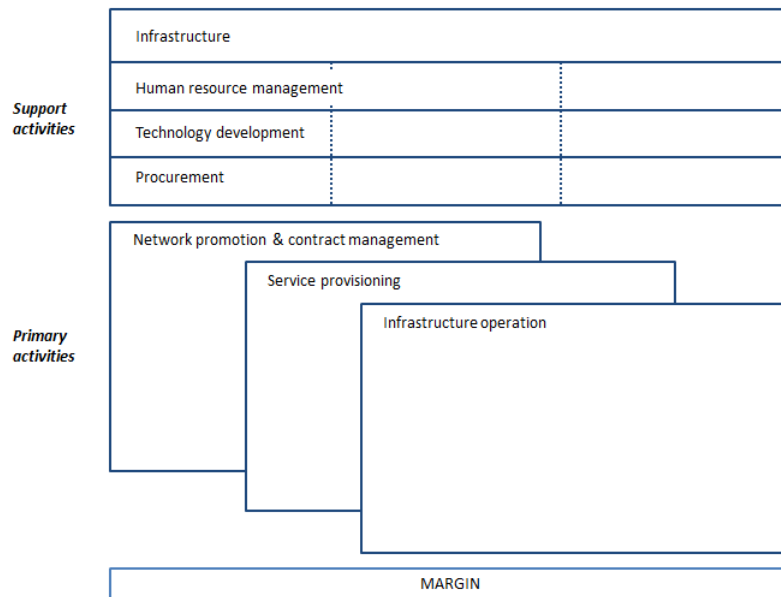 Infrastructure
Human resource management
Support
activities
Technology development
Procurement
Network promotion & contract management
Service provisioning
Infrastructure operation
Primary
activities
MARGIN